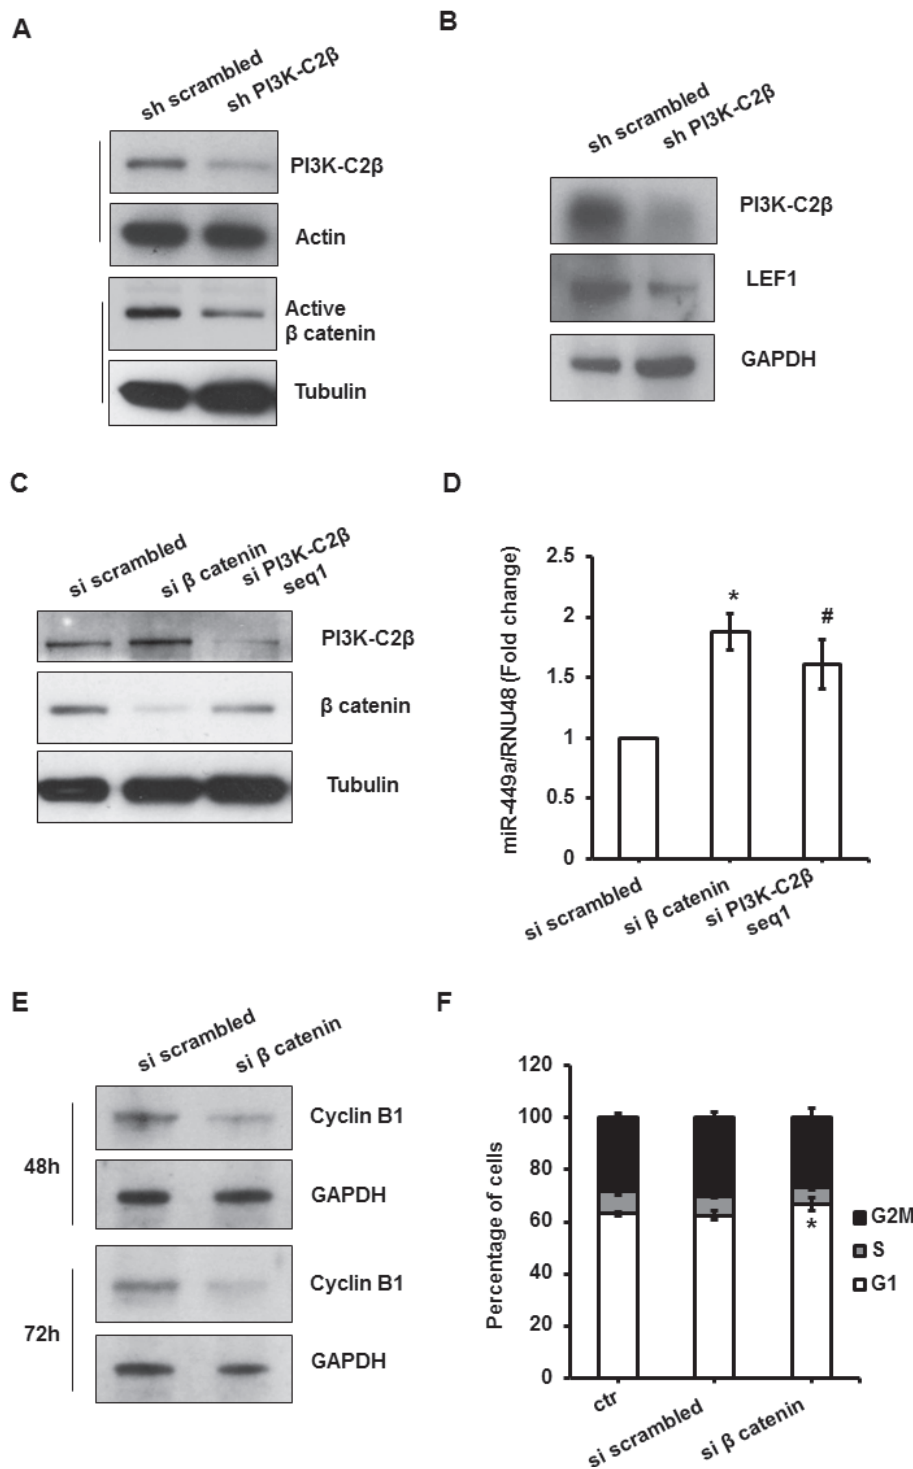 A
sh scrambled
sh PI3K-C2β
PI3K-C2β
Actin
Active
β catenin
Tubulin
B
sh scrambled
sh PI3K-C2β
PI3K-C2β
LEF1
GAPDH
C
si scrambled
si β catenin
si PI3K-C2β
seq1
PI3K-C2β
β catenin
Tubulin
D
miR-449a/RNU48 (Fold change)
2.5
2
1.5
1
0.5
0
*
#
si scrambled
si β catenin
si PI3K-C2β
seq1
E
si scrambled
si β catenin
48h
Cyclin B1
GAPDH
72h
Cyclin B1
GAPDH
F
Percentage of cells
120
100
80
60
40
20
0
*
G2M
S
G1
ctr
si scrambled
si β catenin